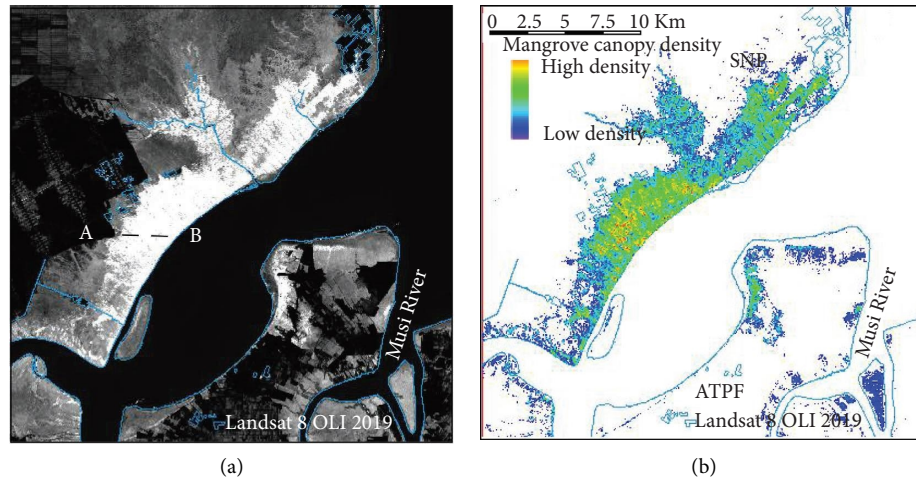 A
B
Musi River
Landsat 8 OLI 2019
(a)
0 2.5 5 7.5 10 Km
Mangrove canopy density
High density
SNP
Low density
Musi River
ATPF
Landsat 8 OLI 2019
(b)